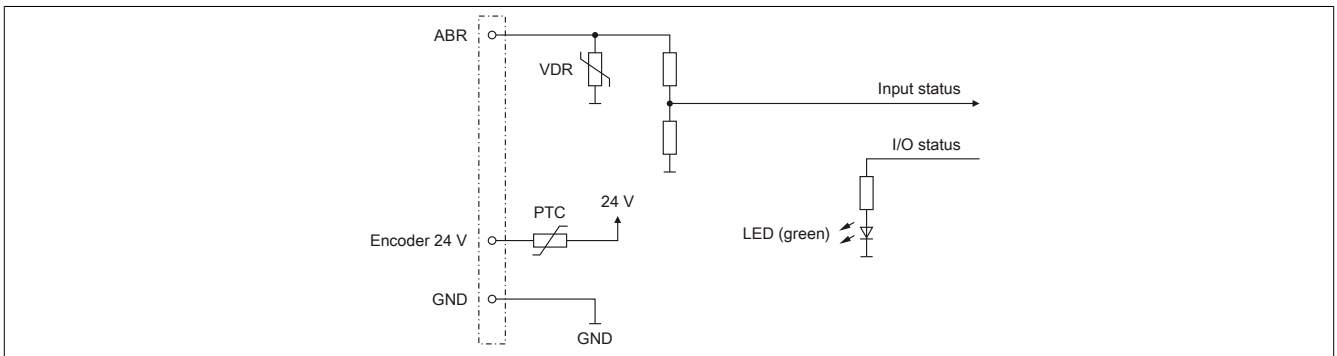 ABR
VDR
Input status
I/O status
24 V
PTC
LED (green)
Encoder 24 V
GND
GND